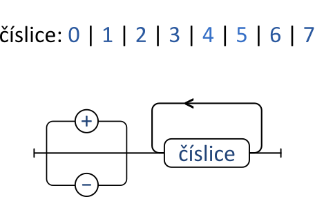 číslice: 0 | 1 | 2 | 3 | 4 | 5 | 6 | 7
+
číslice
−